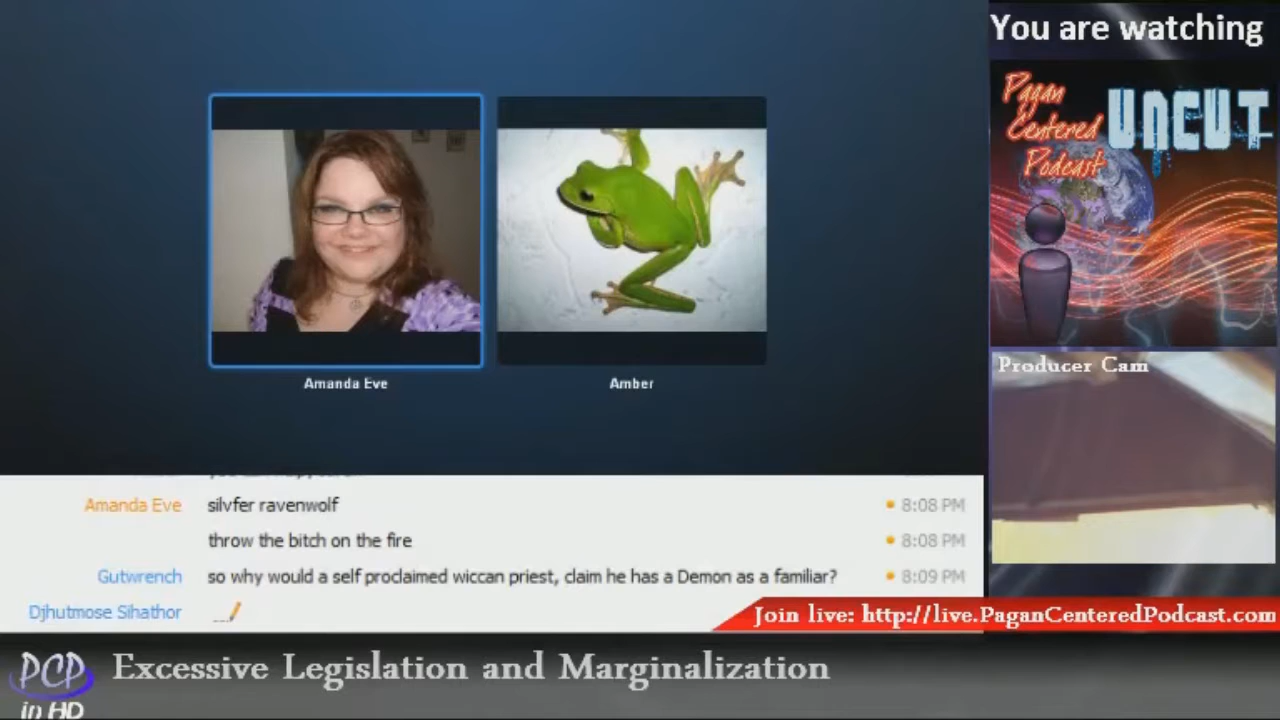 You are watching
Pagan
Centered
Podcast
UNCUT
Amanda Eve
Amber
Producer Cam
Amanda Eve silvfer ravenwolf 8:08 PM
throw the bitch on the fire 8:08 PM
Gutwrench so why would a self proclaimed wiccan priest, claim he has a Demon as a familiar? 8:09 PM
Djhutmose Sihathor
Join live: http://live.PaganCenteredPodcast.com
PCP
in HD
Excessive Legislation and Marginalization